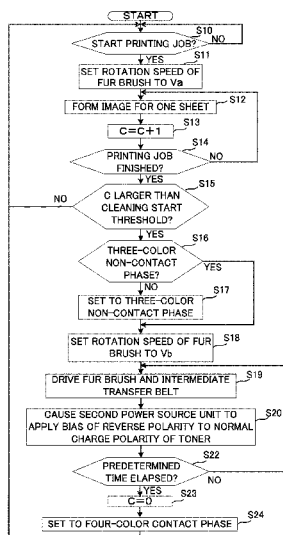 START
S10
START PRINTING JOB?
NO
YES
S11
SET ROTATION SPEED OF
FUR BRUSH TO Va
S12
FORM IMAGE FOR ONE SHEET
S13
C=C+1
S14
PRINTING JOB
FINISHED?
NO
YES
S15
NO
C LARGER THAN
CLEANING START
THRESHOLD?
YES
S16
THREE-COLOR
NON-CONTACT
PHASE?
YES
NO
S17
SET TO THREE-COLOR
NON-CONTACT PHASE
S18
SET ROTATION SPEED OF FUR
BRUSH TO Vb
S19
DRIVE FUR BRUSH AND INTERMEDIATE
TRANSFER BELT
S20
CAUSE SECOND POWER SOURCE UNIT TO
APPLY BIAS OF REVERSE POLARITY TO NORMAL
CHARGE POLARITY OF TONER
S22
PREDETERMINED
TIME ELAPSED?
NO
YES
S23
C=0
S24
SET TO FOUR-COLOR CONTACT PHASE